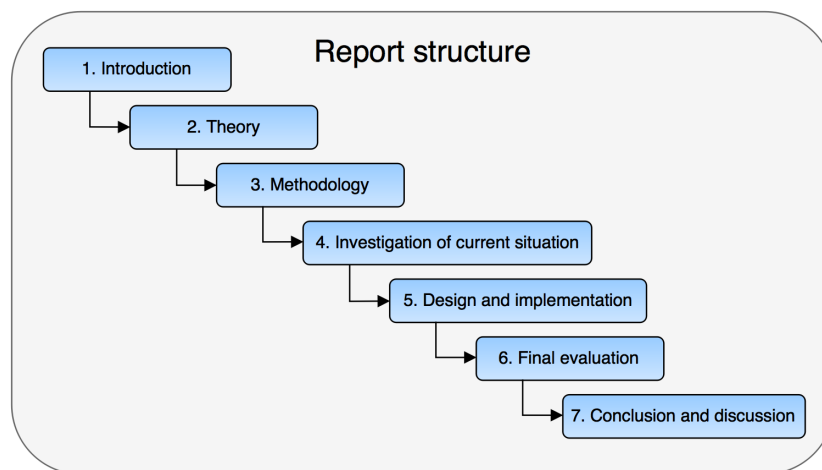 Report structure
1. Introduction
2. Theory
3. Methodology
4. Investigation of current situation
5. Design and implementation
6. Final evaluation
7. Conclusion and discussion